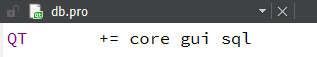 db.pro
QT += core gui sql